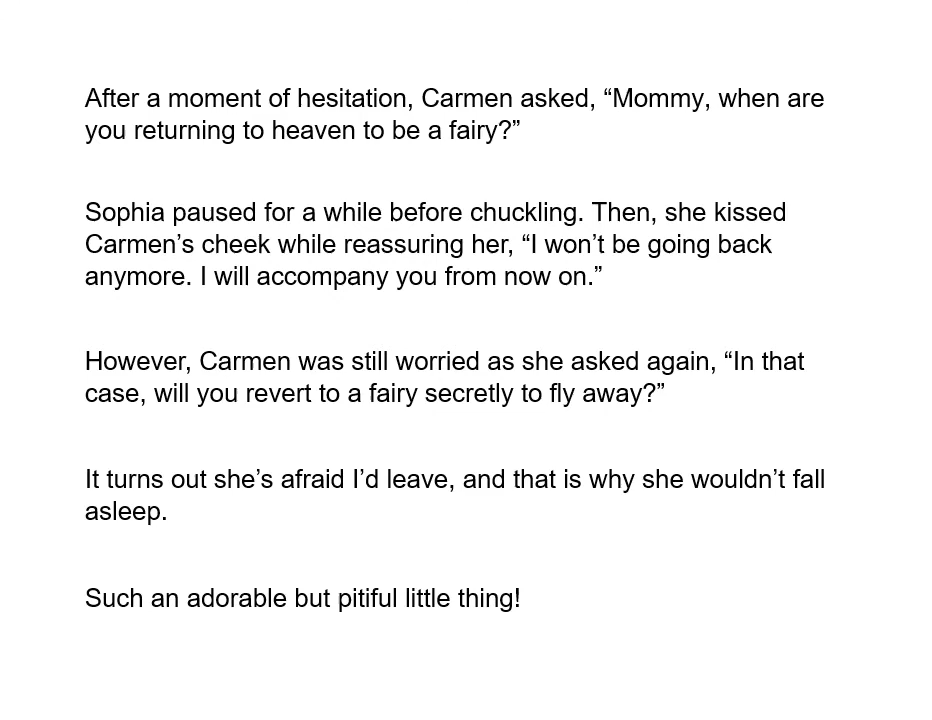 After a moment of hesitation, Carmen asked, “Mommy, when are
you returning to heaven to be a fairy?”
Sophia paused for a while before chuckling. Then, she kissed
Carmen’s cheek while reassuring her, “I won’t be going back
anymore. I will accompany you from now on.”
However, Carmen was still worried as she asked again, “In that
case, will you revert to a fairy secretly to fly away?”
It turns out she’s afraid I’d leave, and that is why she wouldn’t fall
asleep.
Such an adorable but pitiful little thing!